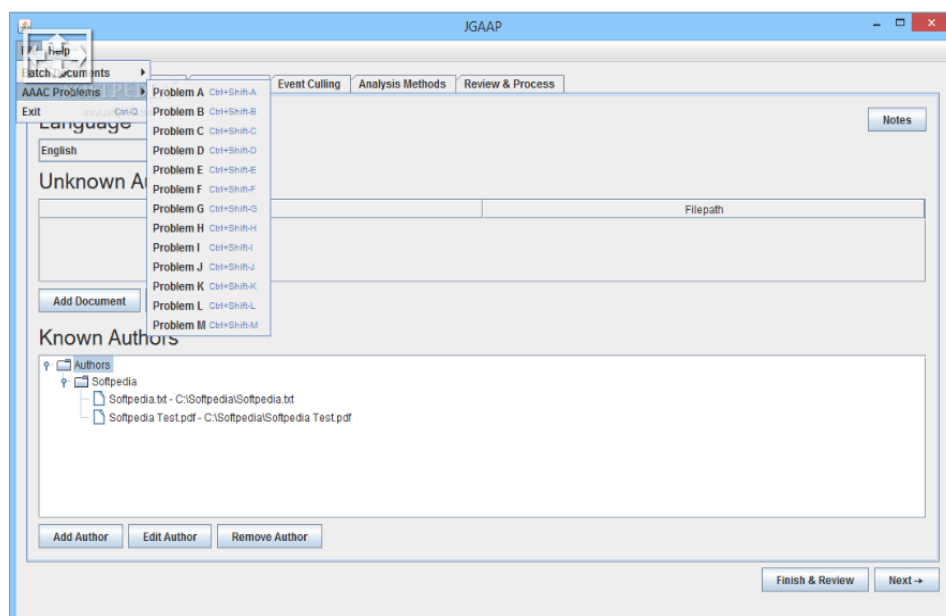 JGAAP
Help
Batch Documents
AAAC Problems
Exit Ctrl-Q
Event Culling Analysis Methods Review & Process
Problem A Ctrl+Shift-A
Problem B Ctrl+Shift-B
Problem C Ctrl+Shift-C
Problem D Ctrl+Shift-D
Problem E Ctrl+Shift-E
Problem F Ctrl+Shift-F
Problem G Ctrl+Shift-G
Problem H Ctrl+Shift-H
Problem I Ctrl+Shift-I
Problem J Ctrl+Shift-J
Problem K Ctrl+Shift-K
Problem L Ctrl+Shift-L
Problem M Ctrl+Shift-M
Language
Notes
English
Unknown
Filepath
Add Document
Known Authors
Authors
Softpedia
Softpedia.txt - C:\Softpedia\Softpedia.txt
Softpedia Test.pdf - C:\Softpedia\Softpedia Test.pdf
Add Author Edit Author Remove Author
Finish & Review Next→